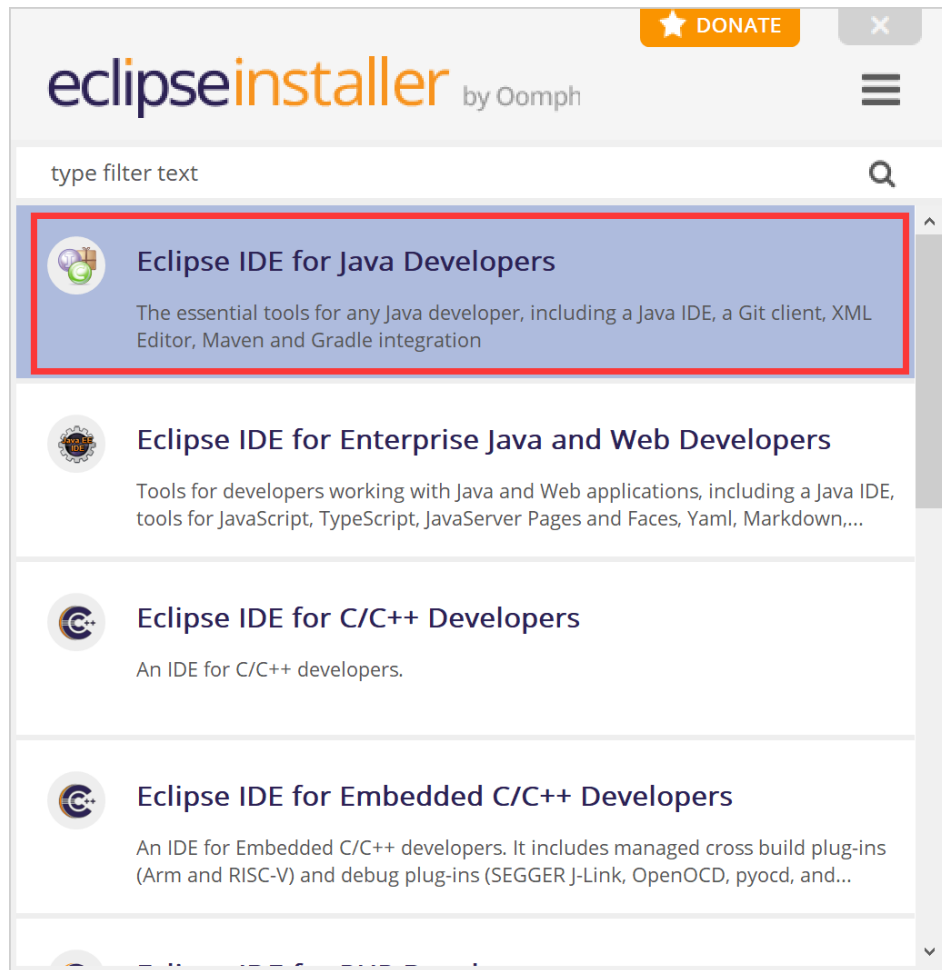 DONATE
eclipseinstaller by Oomph
type filter text
Eclipse IDE for Java Developers
The essential tools for any Java developer, including a Java IDE, a Git client, XML
Editor, Maven and Gradle integration
Java EE
IDE
Eclipse IDE for Enterprise Java and Web Developers
Tools for developers working with Java and Web applications, including a Java IDE,
tools for JavaScript, TypeScript, JavaServer Pages and Faces, Yaml, Markdown,...
Eclipse IDE for C/C++ Developers
An IDE for C/C++ developers.
Eclipse IDE for Embedded C/C++ Developers
An IDE for Embedded C/C++ developers. It includes managed cross build plug-ins
(Arm and RISC-V) and debug plug-ins (SEGGER J-Link, OpenOCD, pyocd, and...